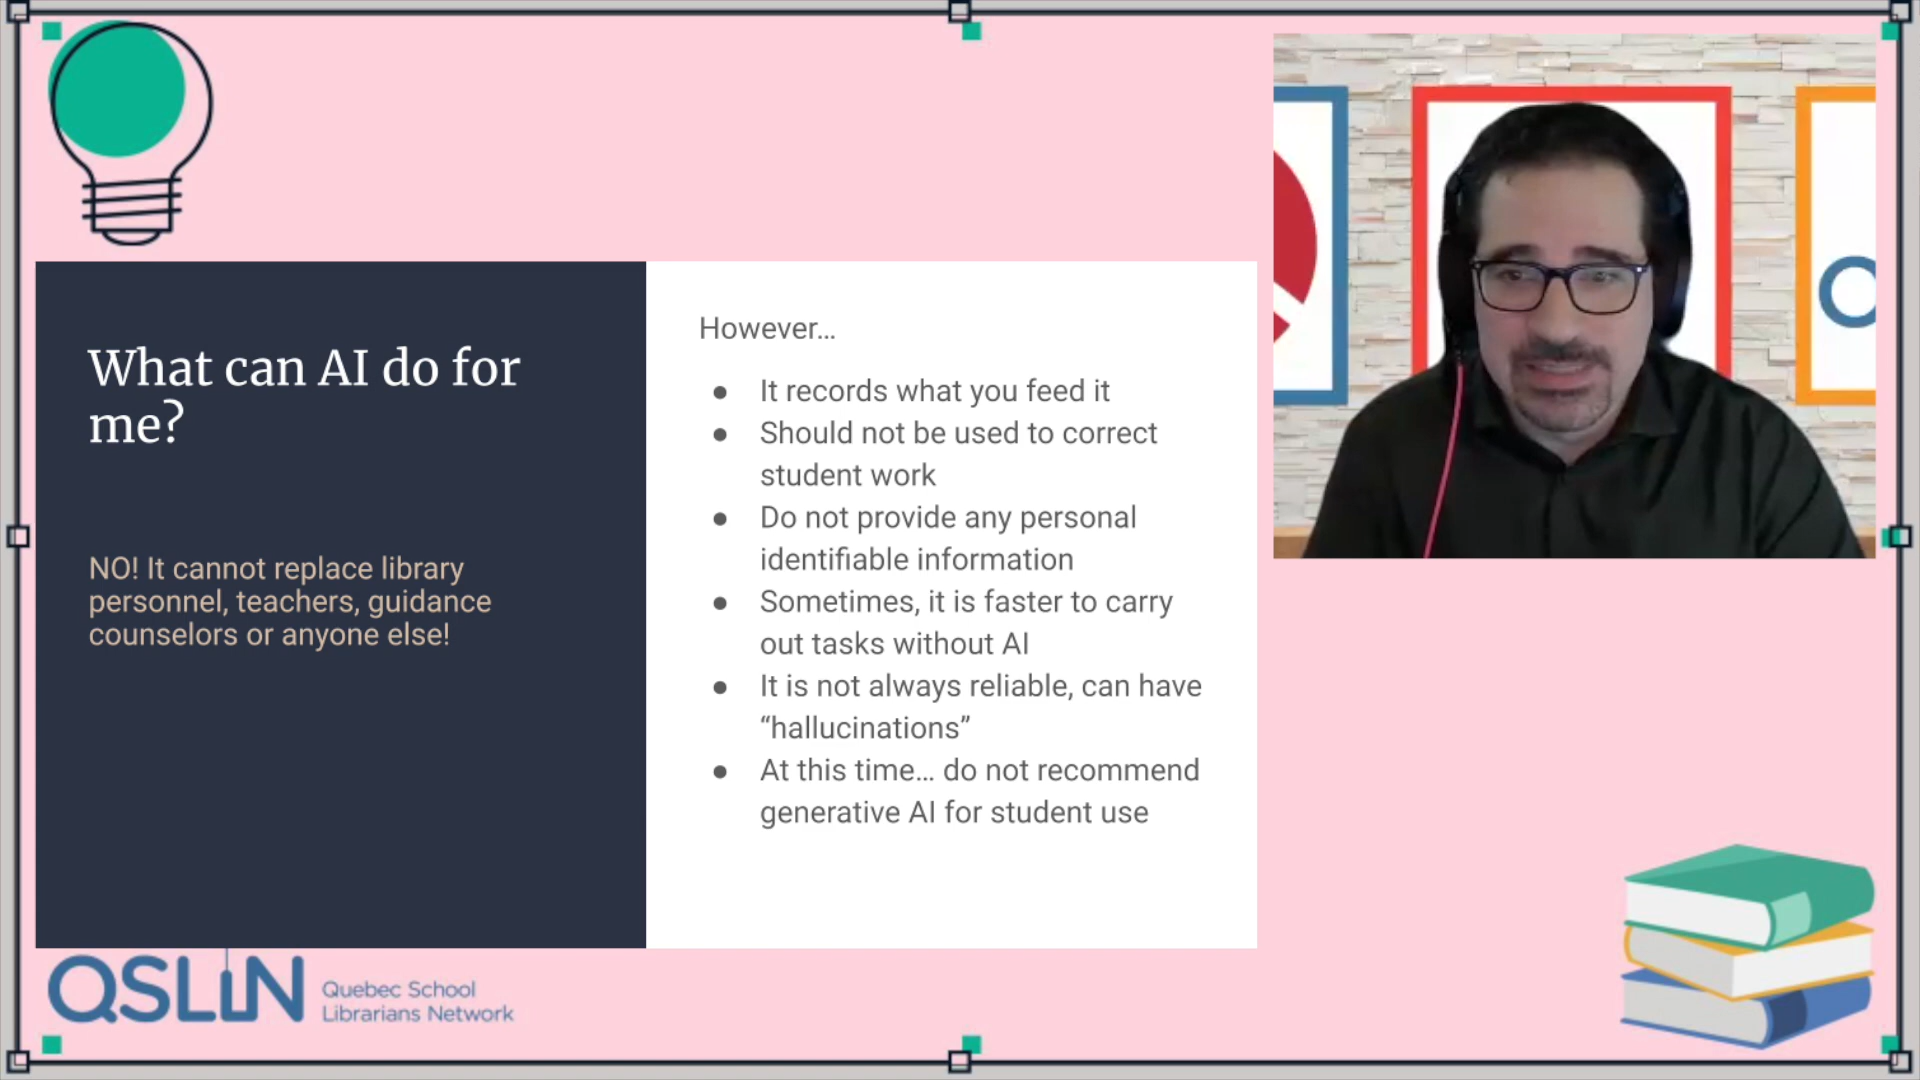 What can AI do for
me?
NO! It cannot replace library
personnel, teachers, guidance
counselors or anyone else!
However...
● It records what you feed it
● Should not be used to correct
student work
● Do not provide any personal
identifiable information
● Sometimes, it is faster to carry
out tasks without AI
● It is not always reliable, can have
“hallucinations”
● At this time... do not recommend
generative AI for student use
QSLiN
Quebec School
Librarians Network